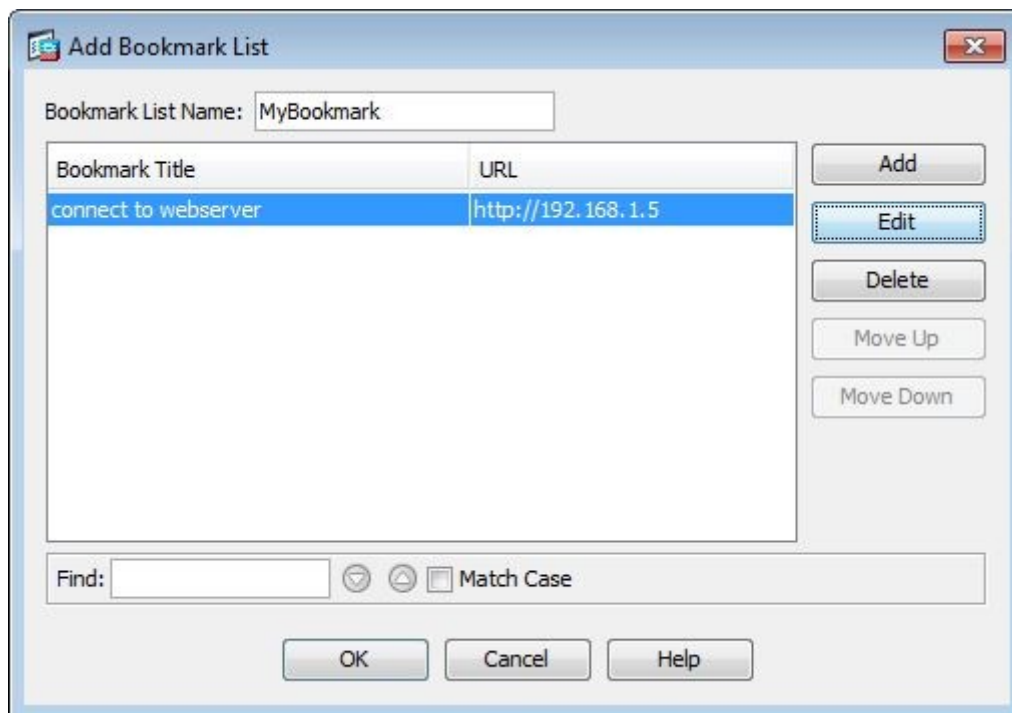 Add Bookmark List
Bookmark List Name: MyBookmark
Bookmark Title URL Add
connect to webserver http://192.168.1.5 Edit
Delete
Move Up
Move Down
Find: Match Case
OK Cancel Help